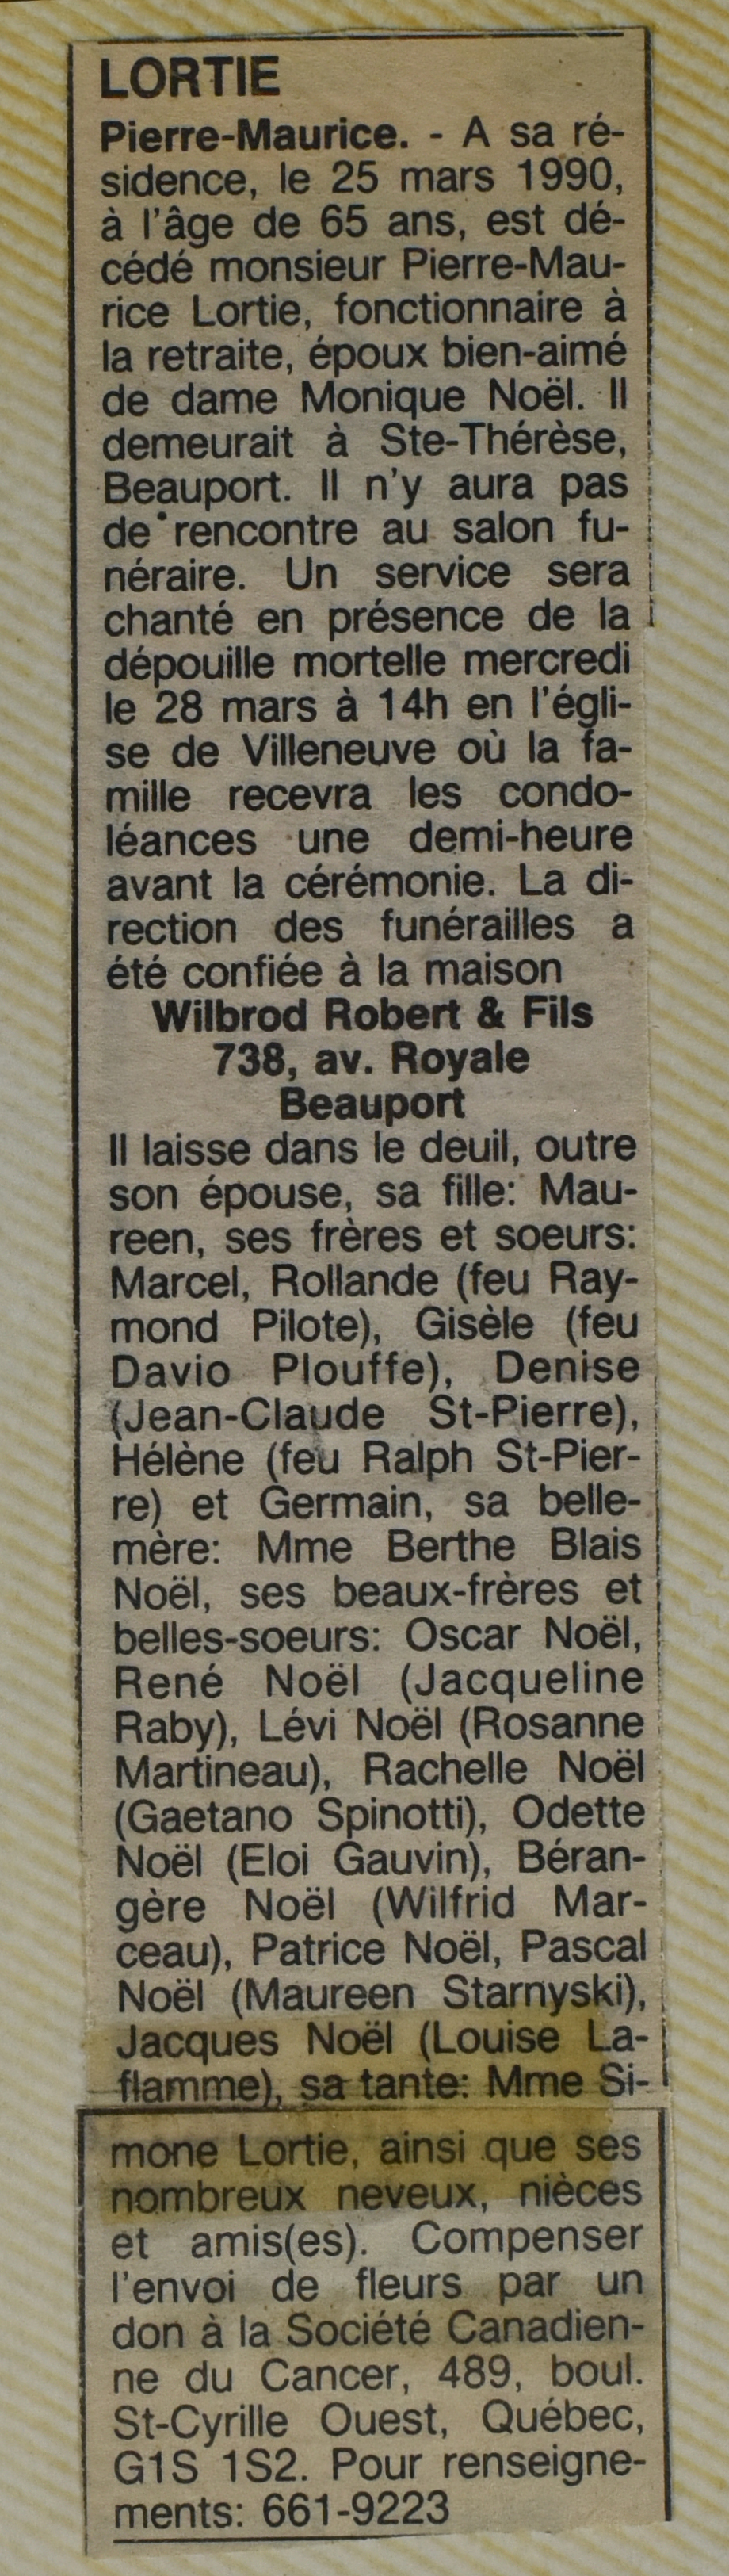 LORTIE
Pierre-Maurice. - A sa ré-
sidence, le 25 mars 1990,
à l'âge de 65 ans, est dé-
cédé monsieur Pierre-Mau-
rice Lortie, fonctionnaire à
la retraite, époux bien-aimé
de dame Monique Noël. Il
demeurait à Ste-Thérèse,
Beauport. Il n'y aura pas
de rencontre au salon fu-
néraire. Un service sera
chanté en présence de la
dépouille mortelle mercredi
le 28 mars à 14h en l'égli-
se de Villeneuve où la fa-
mille recevra les condo-
léances une demi-heure
avant la cérémonie. La di-
rection des funérailles a
été confiée à la maison
Wilbrod Robert & Fils
738, av. Royale
Beauport
Il laisse dans le deuil, outre
son épouse, sa fille: Mau-
reen, ses frères et soeurs:
Marcel, Rollande (feu Ray-
mond Pilote), Gisèle (feu
Davio Plouffe), Denise
(Jean-Claude St-Pierre),
Hélène (feu Ralph St-Pier-
re) et Germain, sa belle-
mère: Mme Berthe Blais
Noël, ses beaux-frères et
belles-soeurs: Oscar Noël,
René Noël (Jacqueline
Raby), Lévi Noël (Rosanne
Martineau), Rachelle Noël
(Gaetano Spinotti), Odette
Noël (Eloi Gauvin), Béran-
gère Noël (Wilfrid Mar-
ceau), Patrice Noël, Pascal
Noël (Maureen Starnyski),
Jacques Noël (Louise La-
flamme), sa tante: Mme Si-
mone Lortie, ainsi que ses
nombreux neveux, nièces
et amis(es). Compenser
l'envoi de fleurs par un
don à la Société Canadien-
ne du Cancer, 489, boul.
St-Cyrille Ouest, Québec,
G1S 1S2. Pour renseigne-
ments: 661-9223